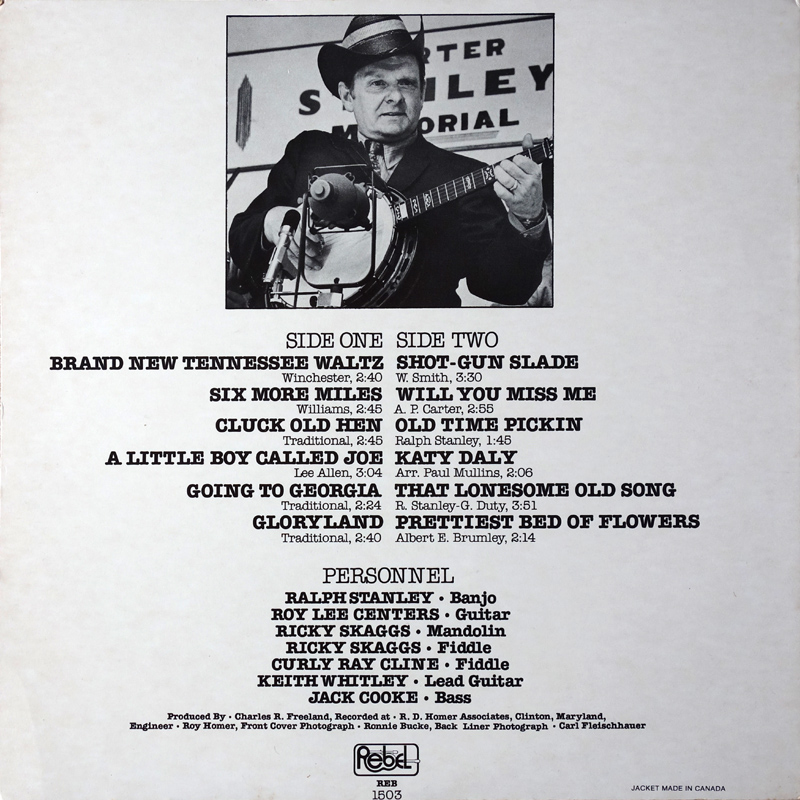 RTER
S NLEY
M ORIAL
SIDE ONE
BRAND NEW TENNESSEE WALTZ
Winchester, 2:40
SIX MORE MILES
Williams, 2:45
CLUCK OLD HEN
Traditional, 2:45
A LITTLE BOY CALLED JOE
Lee Allen, 3:04
GOING TO GEORGIA
Traditional, 2:24
GLORYLAND
Traditional, 2:40
SIDE TWO
SHOT-GUN SLADE
W. Smith, 3:30
WILL YOU MISS ME
A. P. Carter, 2:55
OLD TIME PICKIN
Ralph Stanley, 1:45
KATY DALY
Arr. Paul Mullins, 2:06
THAT LONESOME OLD SONG
R. Stanley-G. Duty, 3:51
PRETTIEST BED OF FLOWERS
Albert E. Brumley, 2:14
PERSONNEL
RALPH STANLEY • Banjo
ROY LEE CENTERS • Guitar
RICKY SKAGGS • Mandolin
RICKY SKAGGS • Fiddle
CURLY RAY CLINE • Fiddle
KEITH WHITLEY • Lead Guitar
JACK COOKE • Bass
Produced By • Charles R. Freeland, Recorded at • R. D. Homer Associates, Clinton, Maryland,
Engineer • Roy Homer, Front Cover Photograph • Ronnie Bucke, Back Liner Photograph • Carl Fleischhauer
Rebel
REB
1503
JACKET MADE IN CANADA